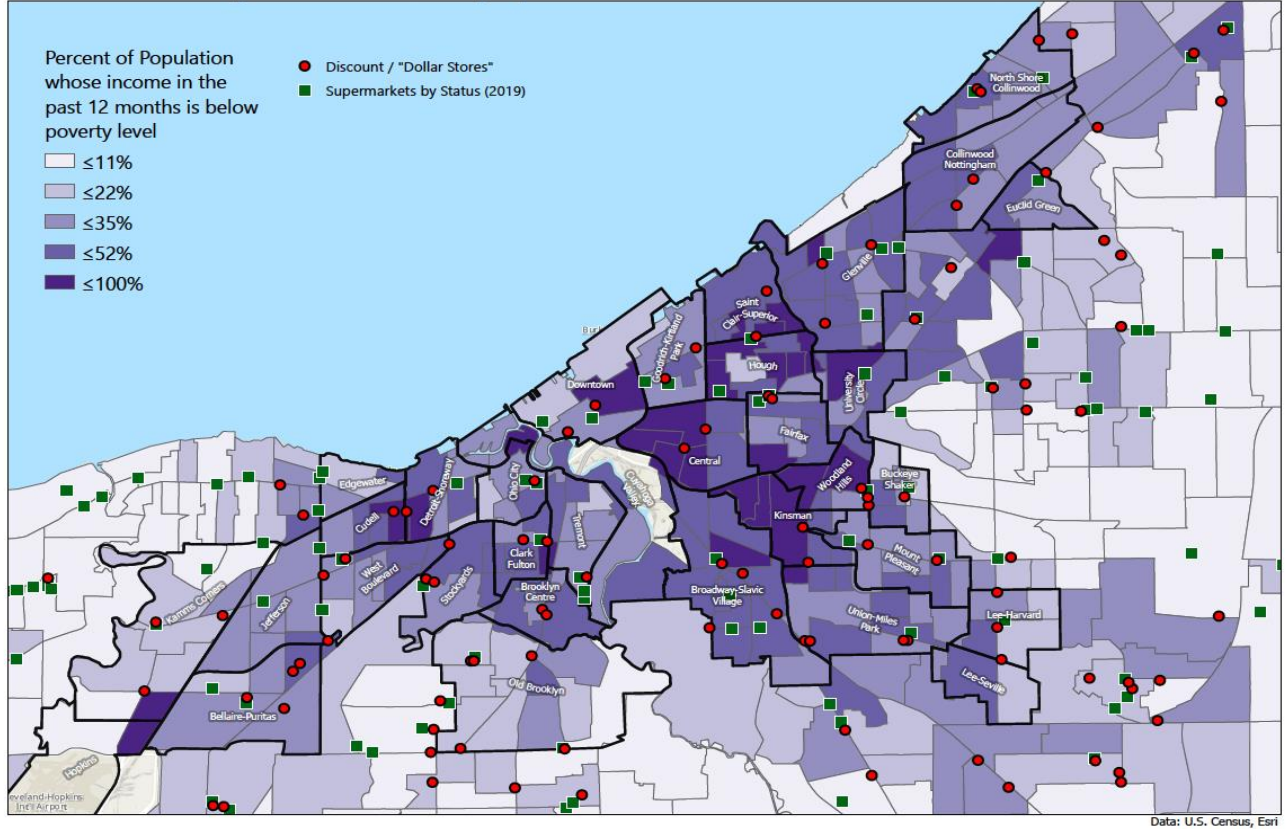 Percent of Population
whose income in the
past 12 months is below
poverty level
≤11%
≤22%
≤35%
≤52%
≤100%
Discount / "Dollar Stores"
Supermarkets by Status (2019)
North Shore
Collinwood
Collinwood
Nottingham
Euclid Green
Glenville
Saint
Clair-Superior
Goodrich-Kirtland
Park
Hough
University
Circle
Downtown
Fairfax
Central
Woodland
Hills
Buckeye
Shaker
Cuyahoga
Valley
Ohio City
Detroit-Shoreway
Edgewater
Cudell
Tremont
Kinsman
Mount
Pleasant
Clark
Fulton
West
Boulevard
Stockyards
Brooklyn
Centre
Broadway-Slavic
Village
Union-Miles
Park
Lee-Harvard
Lee-Seville
Kamms Corners
Jefferson
Old Brooklyn
Bellaire-Puritas
Hopkins
leveland-Hopkins
Int'l Airport
Data: U.S. Census, Esri